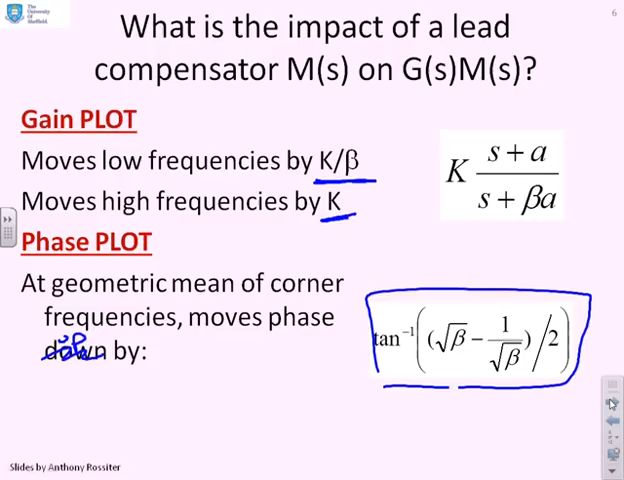 The
University
Of
Sheffield.
6
What is the impact of a lead
compensator M(s) on G(s)M(s)?
Gain PLOT
Moves low frequencies by K/β
Moves high frequencies by K
K (s + a)/(s + βa)
Phase PLOT
At geometric mean of corner
frequencies, moves phase
down up by:
tan⁻¹((√β − 1/√β)/2)
Slides by Anthony Rossiter